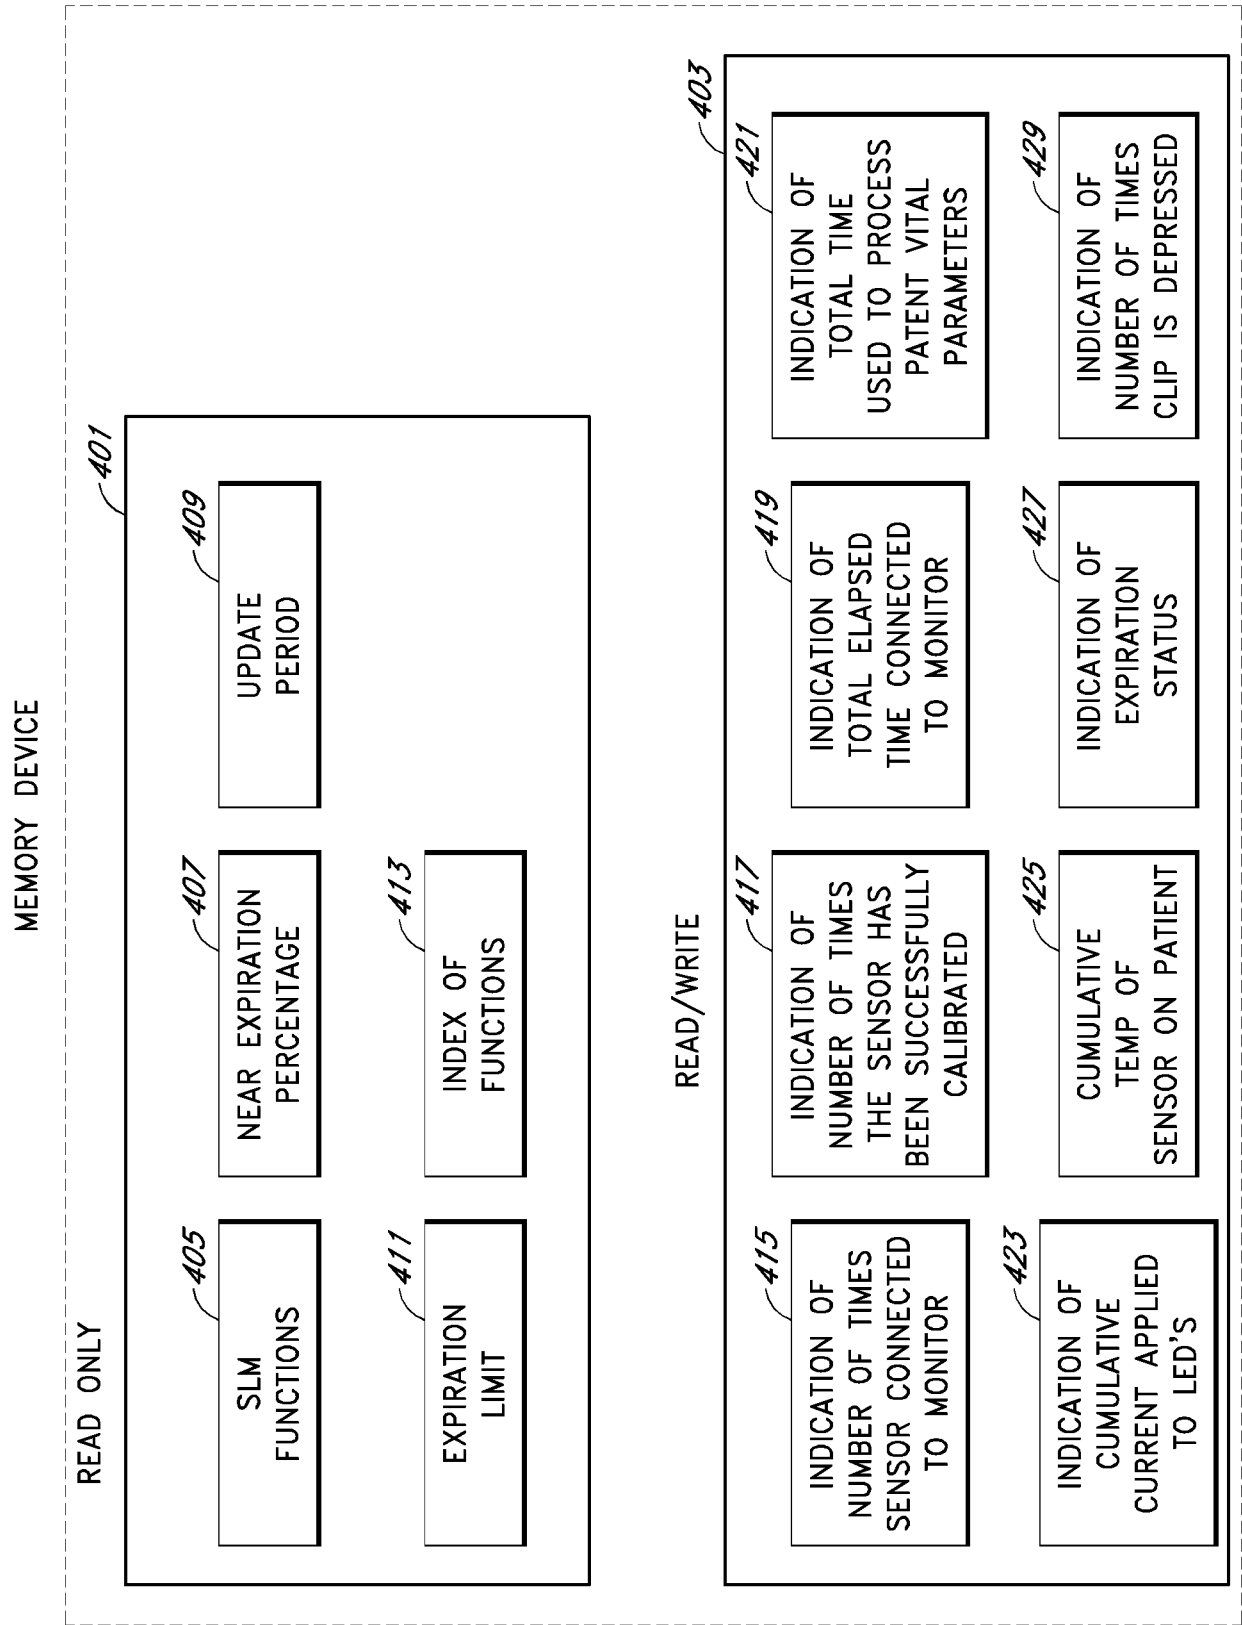 MEMORY DEVICE
READ ONLY
401
405
SLM
FUNCTIONS
407
NEAR EXPIRATION
PERCENTAGE
409
UPDATE
PERIOD
411
EXPIRATION
LIMIT
413
INDEX OF
FUNCTIONS
READ/WRITE
403
415
INDICATION OF
NUMBER OF TIMES
SENSOR CONNECTED
TO MONITOR
417
INDICATION OF
NUMBER OF TIMES
THE SENSOR HAS
BEEN SUCCESSFULLY
CALIBRATED
419
INDICATION OF
TOTAL ELAPSED
TIME CONNECTED
TO MONITOR
421
INDICATION OF
TOTAL TIME
USED TO PROCESS
PATENT VITAL
PARAMETERS
423
INDICATION OF
CUMULATIVE
CURRENT APPLIED
TO LED'S
425
CUMULATIVE
TEMP OF
SENSOR ON PATIENT
427
INDICATION OF
EXPIRATION
STATUS
429
INDICATION OF
NUMBER OF TIMES
CLIP IS DEPRESSED